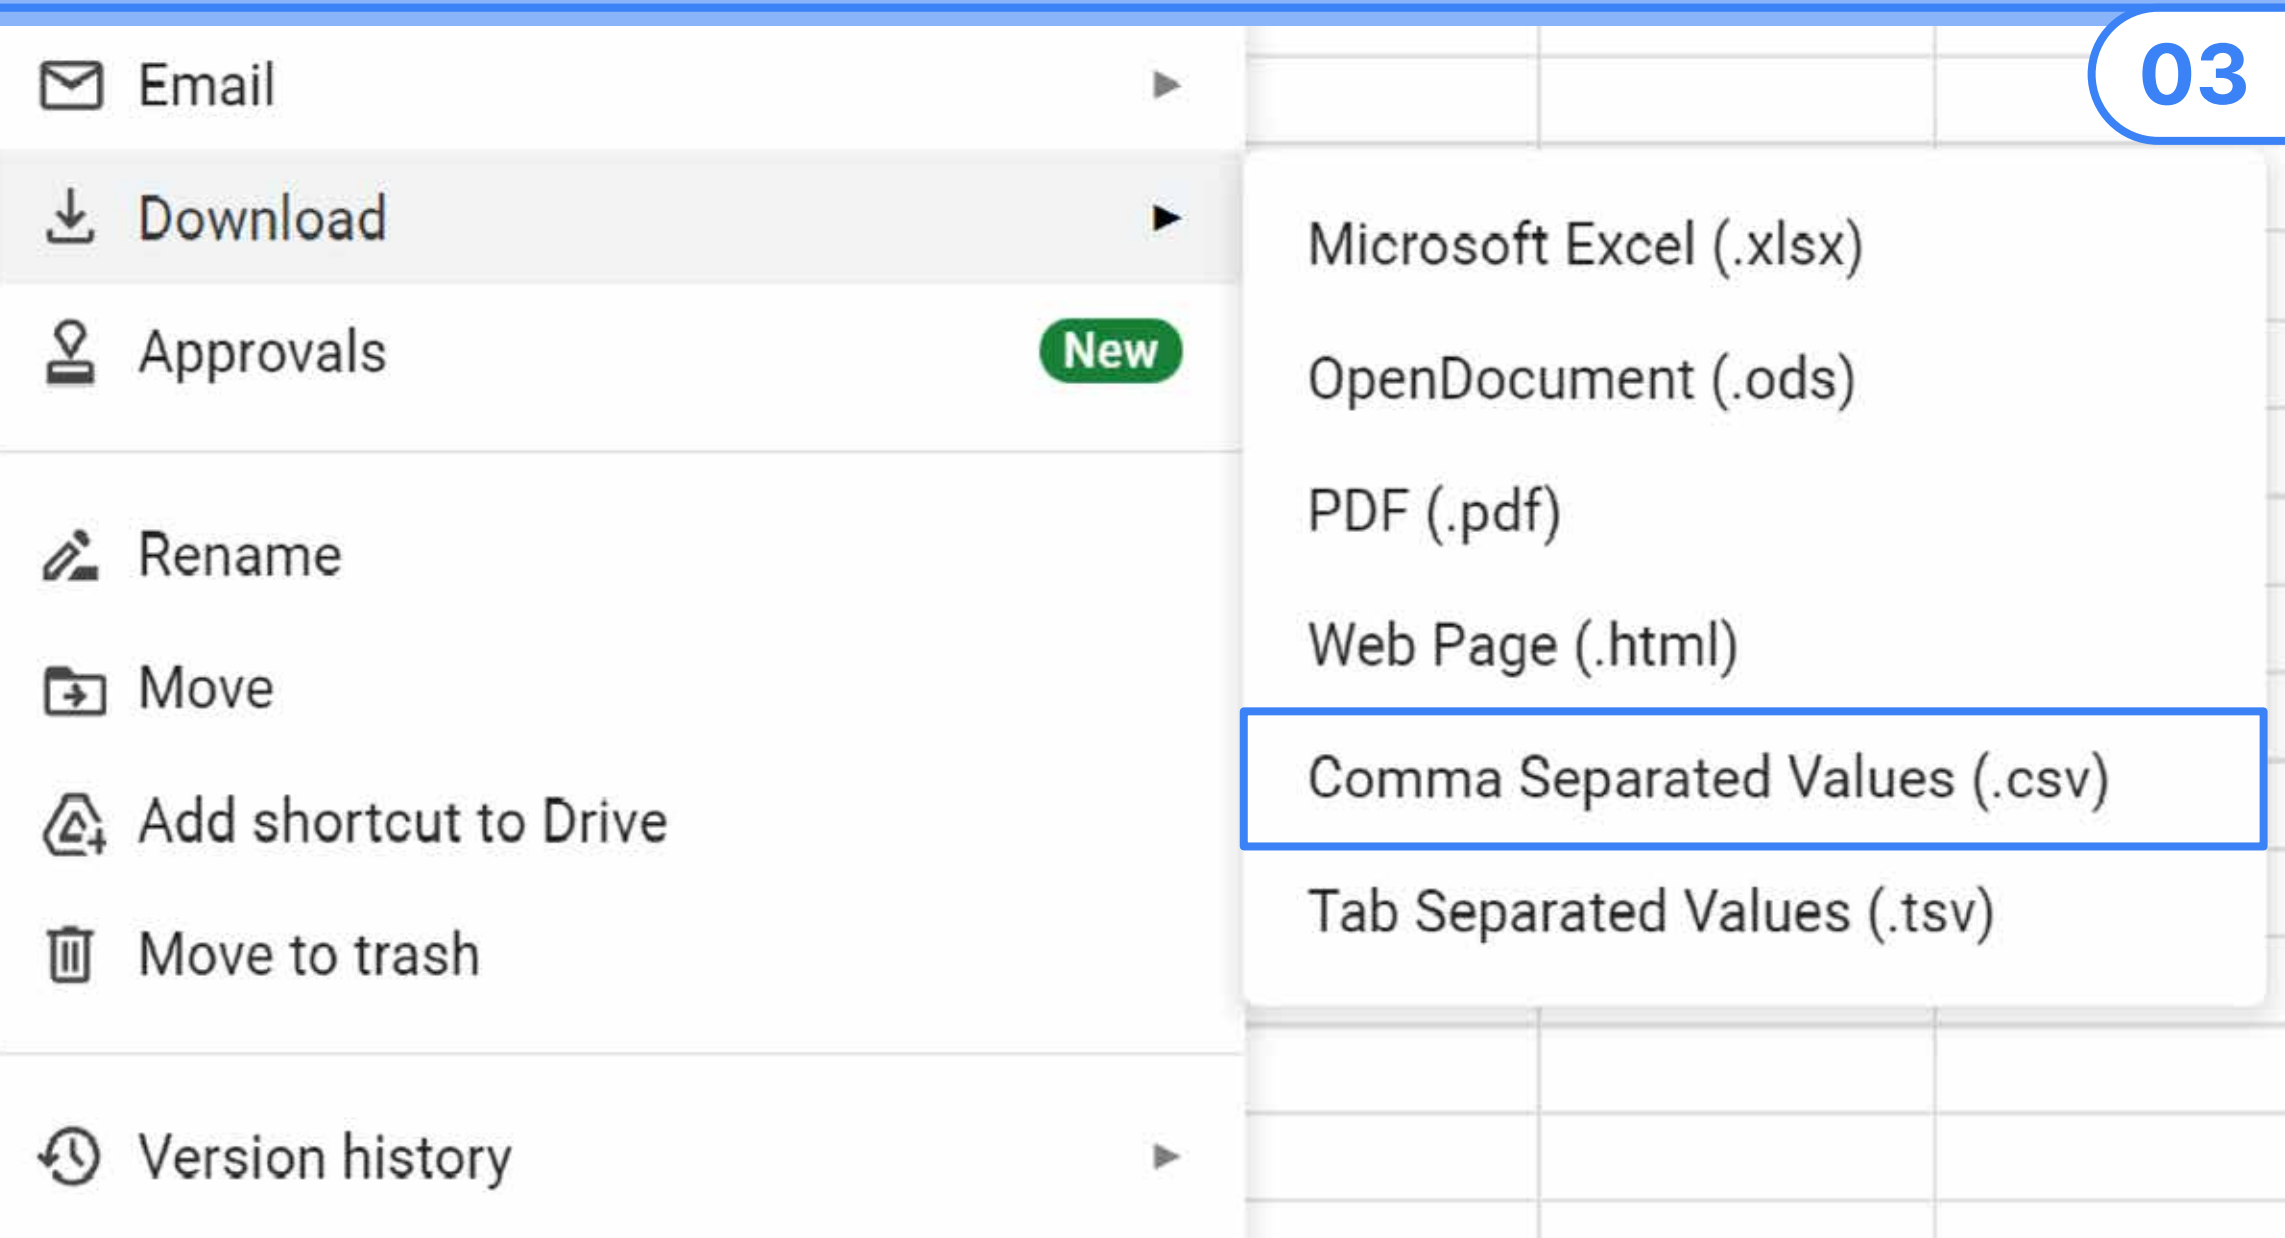 03
Email
Download
Approvals
New
Rename
Move
Add shortcut to Drive
Move to trash
Version history
Microsoft Excel (.xlsx)
OpenDocument (.ods)
PDF (.pdf)
Web Page (.html)
Comma Separated Values (.csv)
Tab Separated Values (.tsv)